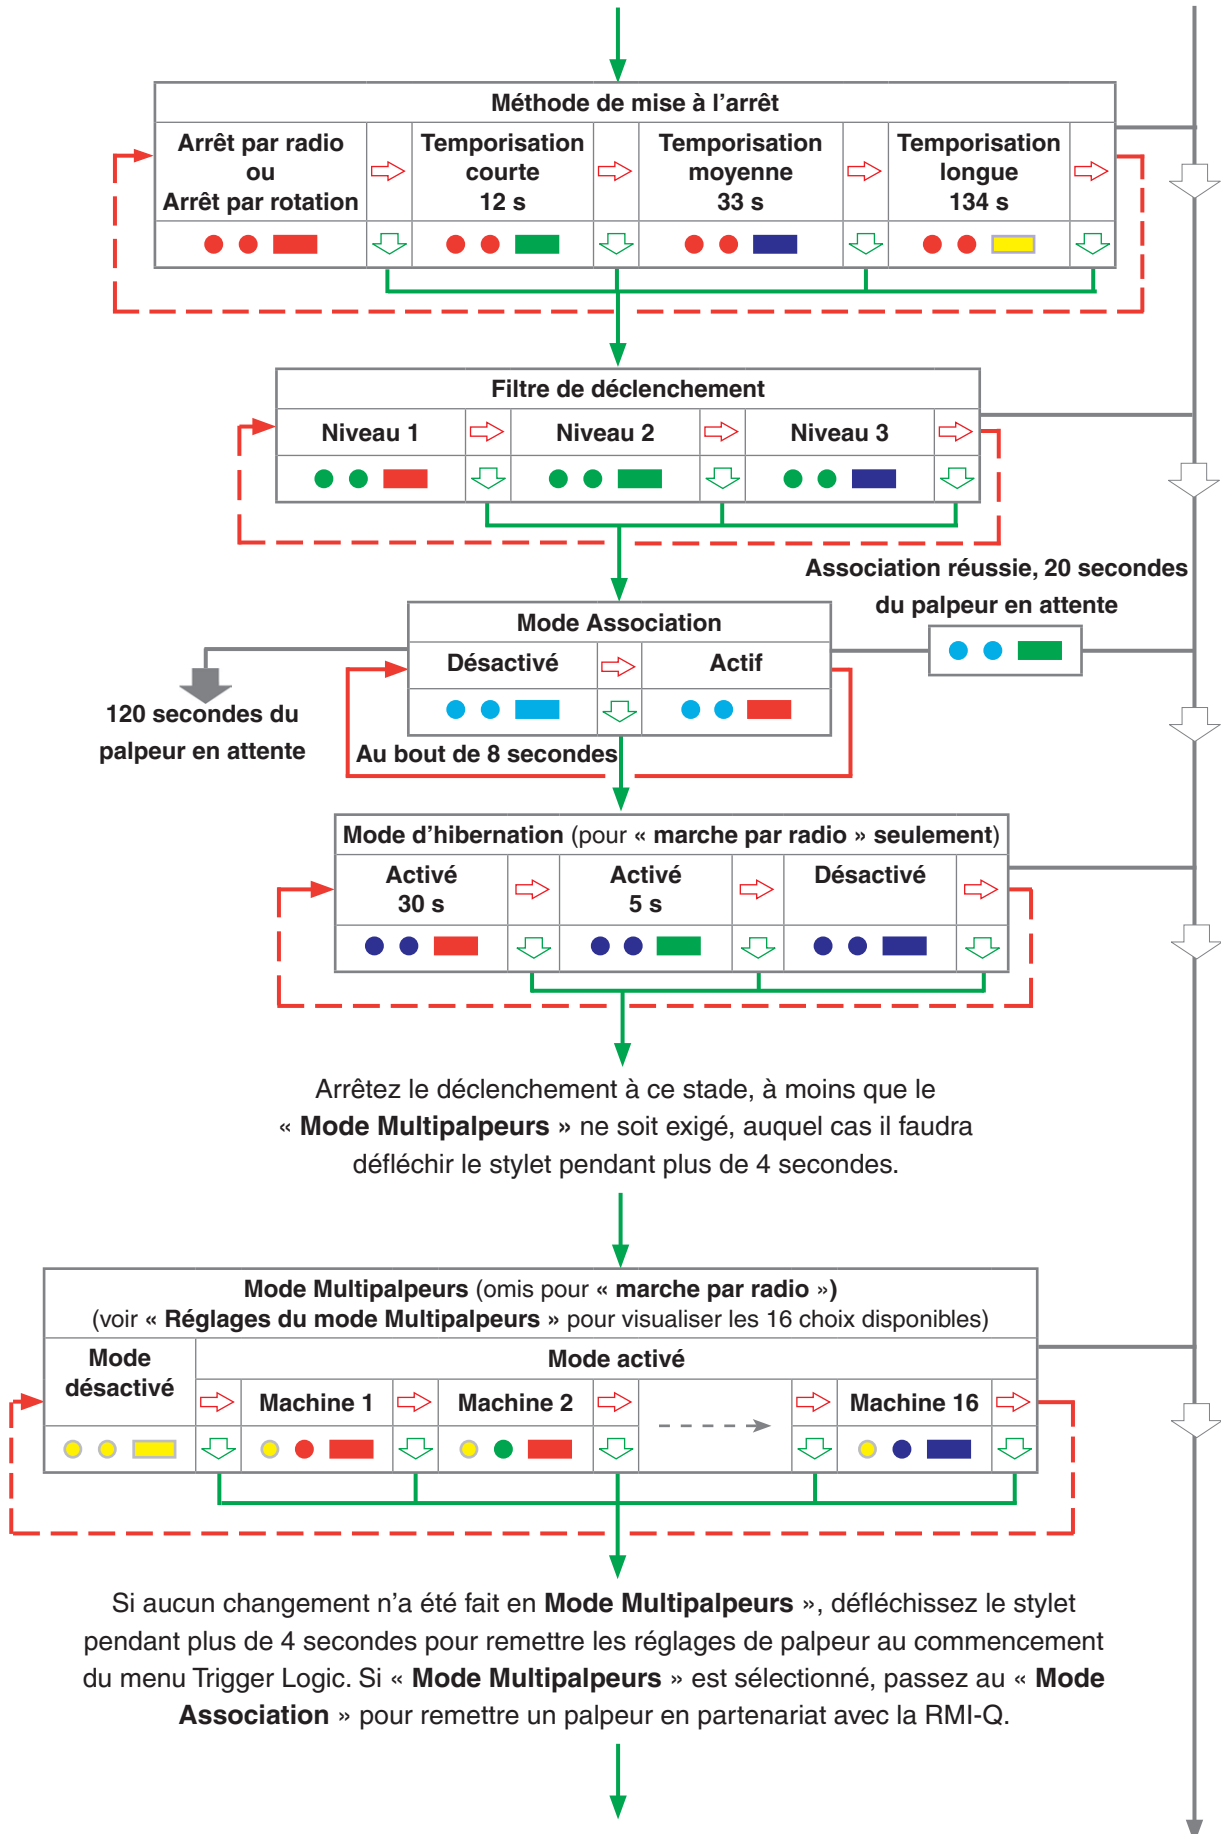 Méthode de mise à l’arrêt
Arrêt par radio
ou
Arrêt par rotation
Temporisation
courte
12 s
Temporisation
moyenne
33 s
Temporisation
longue
134 s
Filtre de déclenchement
Niveau 1
Niveau 2
Niveau 3
Association réussie, 20 secondes
du palpeur en attente
Mode Association
Désactivé
Actif
120 secondes du
palpeur en attente
Au bout de 8 secondes
Mode d’hibernation (pour « marche par radio » seulement)
Activé
30 s
Activé
5 s
Désactivé
Arrêtez le déclenchement à ce stade, à moins que le
« Mode Multipalpeurs » ne soit exigé, auquel cas il faudra
défléchir le stylet pendant plus de 4 secondes.
Mode Multipalpeurs (omis pour « marche par radio »)
(voir « Réglages du mode Multipalpeurs » pour visualiser les 16 choix disponibles)
Mode
désactivé
Mode activé
Machine 1
Machine 2
Machine 16
Si aucun changement n’a été fait en Mode Multipalpeurs », défléchissez le stylet
pendant plus de 4 secondes pour remettre les réglages de palpeur au commencement
du menu Trigger Logic. Si « Mode Multipalpeurs » est sélectionné, passez au « Mode
Association » pour remettre un palpeur en partenariat avec la RMI-Q.